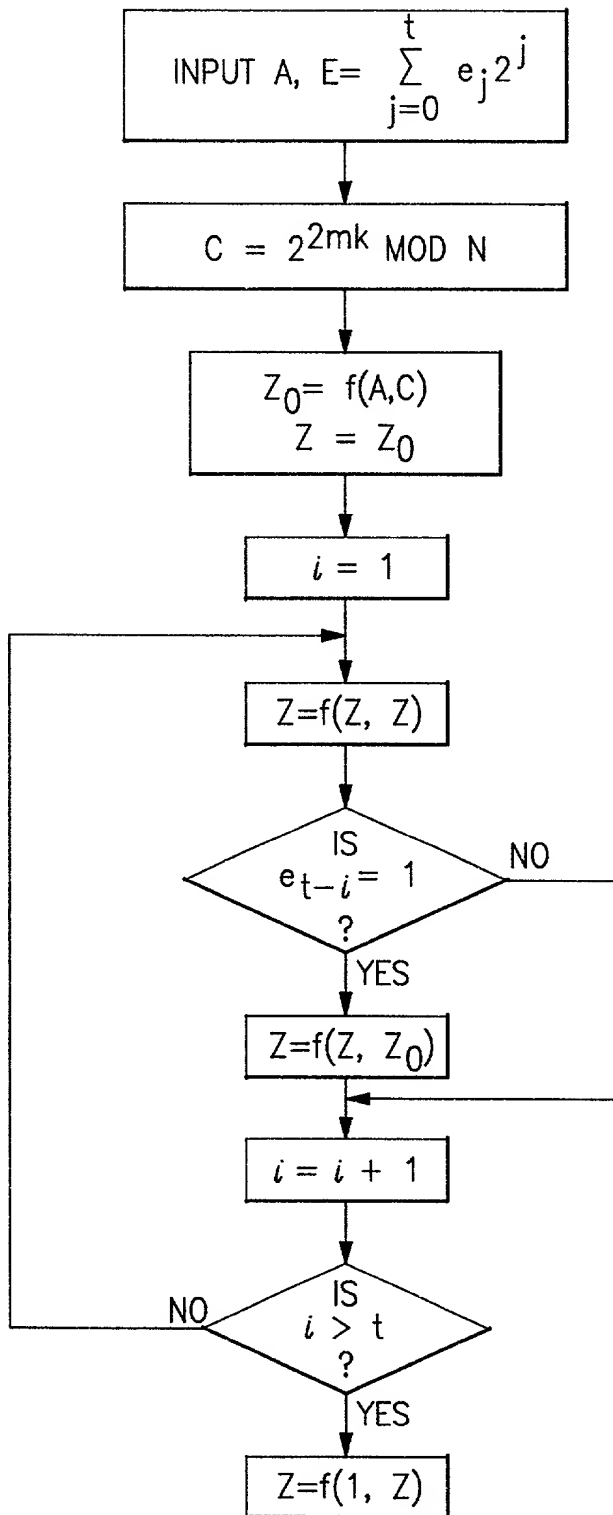 t
INPUT A, E= ∑ e_j 2^j
j=0
C = 2^{2mk} MOD N
Z_0= f(A,C)
Z = Z_0
i = 1
Z=f(Z, Z)
IS
e_{t-i}= 1
?
NO
YES
Z=f(Z, Z_0)
i = i + 1
IS
i > t
?
NO
YES
Z=f(1, Z)